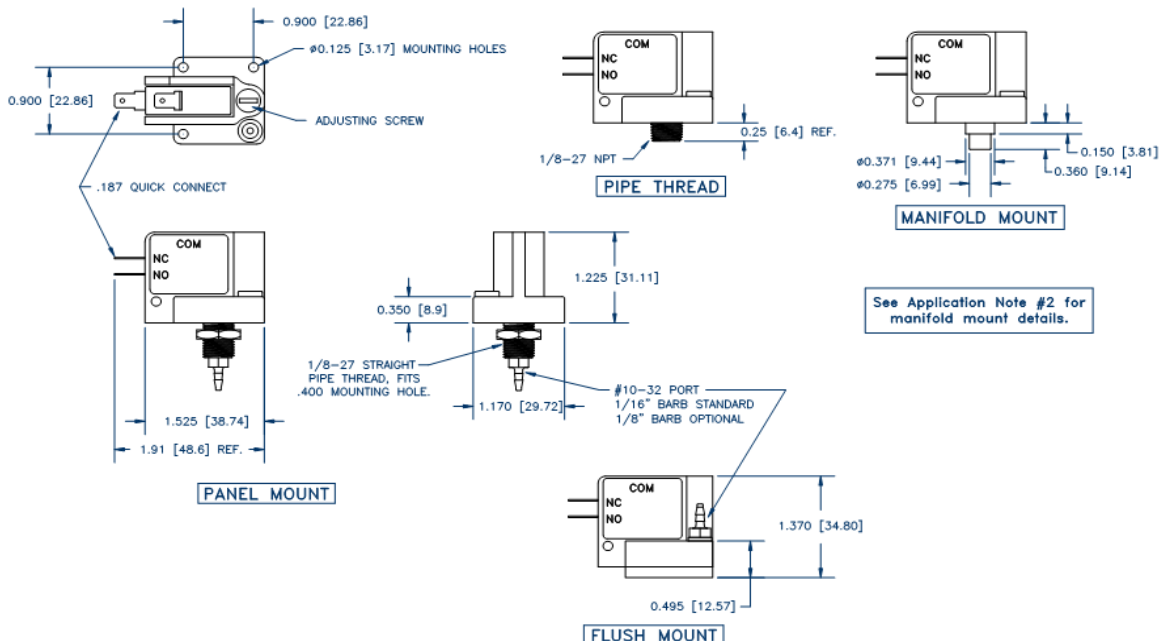 0.900 [22.86]
ø0.125 [3.17] MOUNTING HOLES
0.900 [22.86]
ADJUSTING SCREW
.187 QUICK CONNECT
COM
NC
NO
0.25 [6.4] REF.
1/8-27 NPT
PIPE THREAD
COM
NC
NO
0.150 [3.81]
ø0.371 [9.44]
0.360 [9.14]
ø0.275 [6.99]
MANIFOLD MOUNT
See Application Note #2 for
manifold mount details.
COM
NC
NO
1.525 [38.74]
1.91 [48.6] REF.
PANEL MOUNT
1.225 [31.11]
0.350 [8.9]
1/8-27 STRAIGHT
PIPE THREAD, FITS
.400 MOUNTING HOLE.
1.170 [29.72]
#10-32 PORT
1/16" BARB STANDARD
1/8" BARB OPTIONAL
COM
NC
NO
1.370 [34.80]
0.495 [12.57]
FLUSH MOUNT